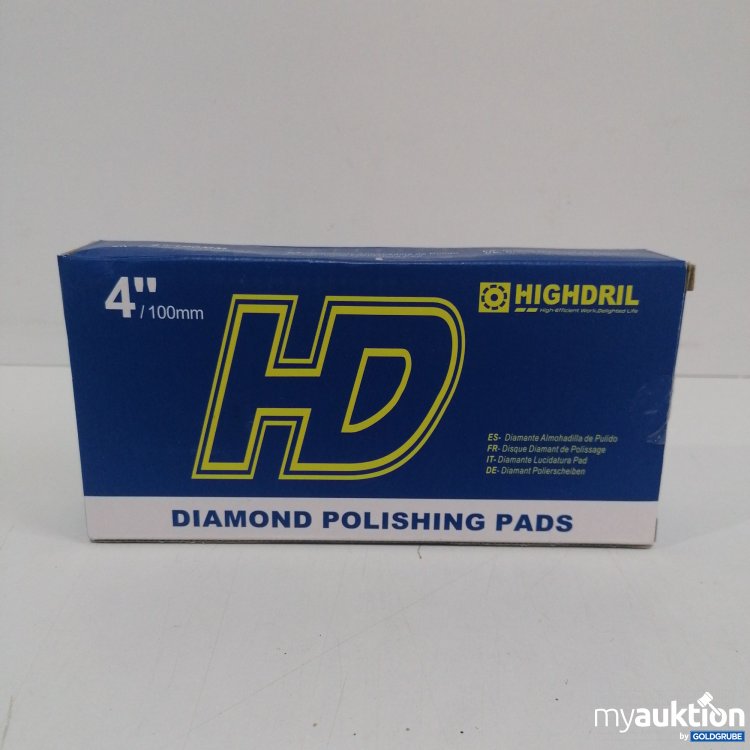 4"/100mm
HIGHDRIL
High-Efficient Work,Delighted Life
HD
ES- Diamante Almohadilla de Pulido
FR- Disque Diamant de Polissage
IT- Diamante Lucidatura Pad
DE- Diamant Polierscheiben
DIAMOND POLISHING PADS
myauktion
by GOLDGRUBE